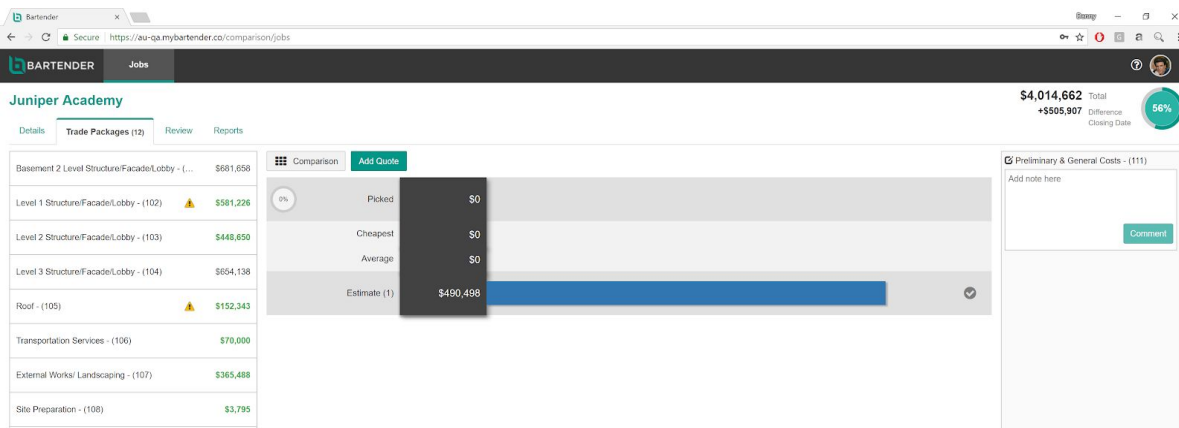 Bartender
Danny
Secure https://au-qa.mybartender.co/comparison/jobs
BARTENDER Jobs
Juniper Academy
$4,014,662 Total
+$505,907 Difference
Closing Date
56%
Details Trade Packages (12) Review Reports
Basement 2 Level Structure/Facade/Lobby - (... $681,658
Level 1 Structure/Facade/Lobby - (102) $581,226
Level 2 Structure/Facade/Lobby - (103) $448,650
Level 3 Structure/Facade/Lobby - (104) $654,138
Roof - (105) $152,343
Transportation Services - (106) $70,000
External Works/ Landscaping - (107) $365,488
Site Preparation - (108) $3,795
Comparison Add Quote
0% Picked $0
Cheapest $0
Average $0
Estimate (1) $490,498
Preliminary & General Costs - (111)
Add note here
Comment